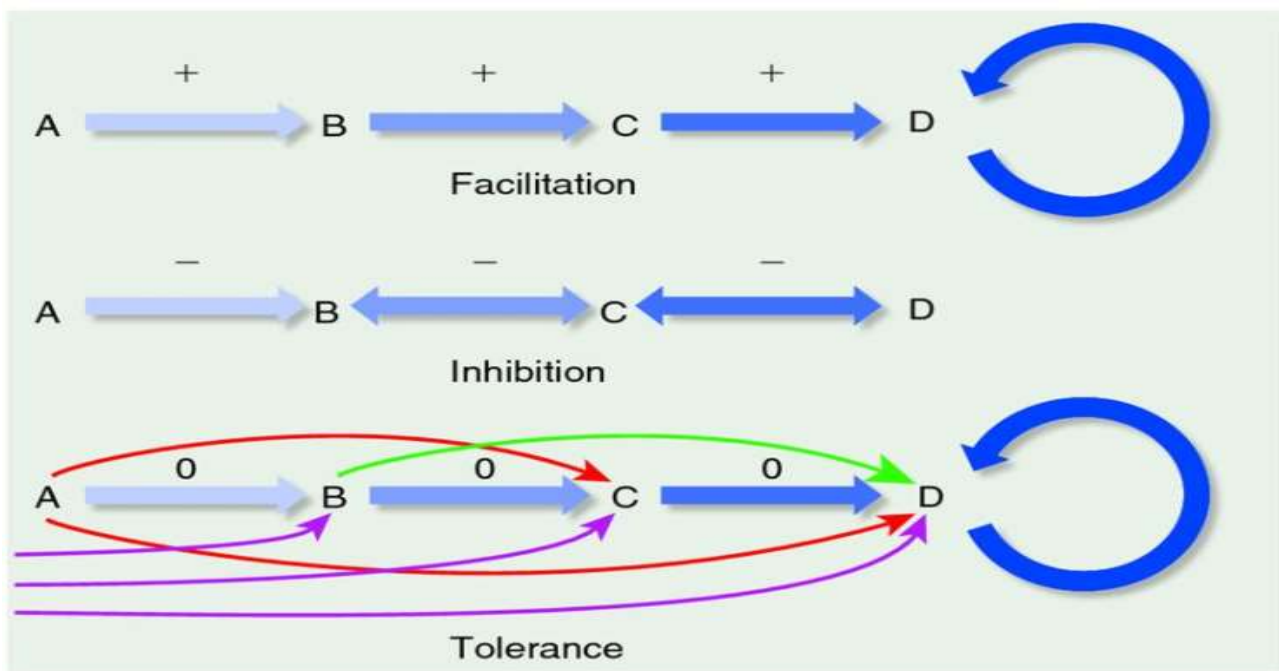 + + +
A B C D
Facilitation
− − −
A B C D
Inhibition
0 0 0
A B C D
Tolerance